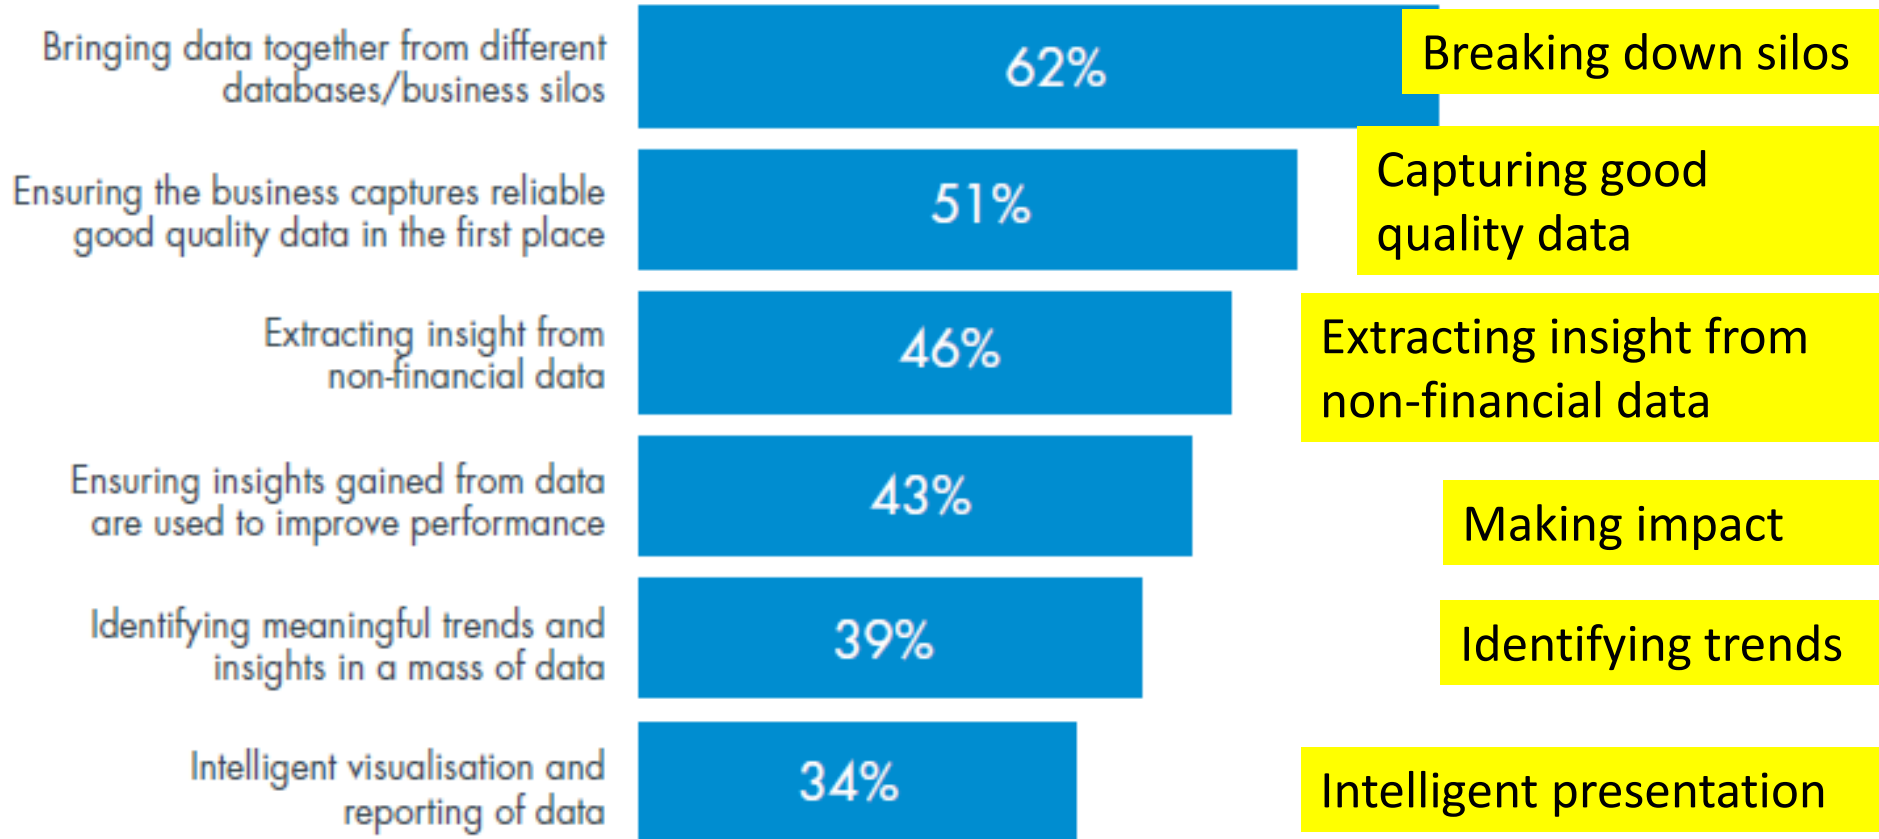 Bringing data together from different
databases/business silos
62%
Breaking down silos
Ensuring the business captures reliable
good quality data in the first place
51%
Capturing good
quality data
Extracting insight from
non-financial data
46%
Extracting insight from
non-financial data
Ensuring insights gained from data
are used to improve performance
43%
Making impact
Identifying meaningful trends and
insights in a mass of data
39%
Identifying trends
Intelligent visualisation and
reporting of data
34%
Intelligent presentation